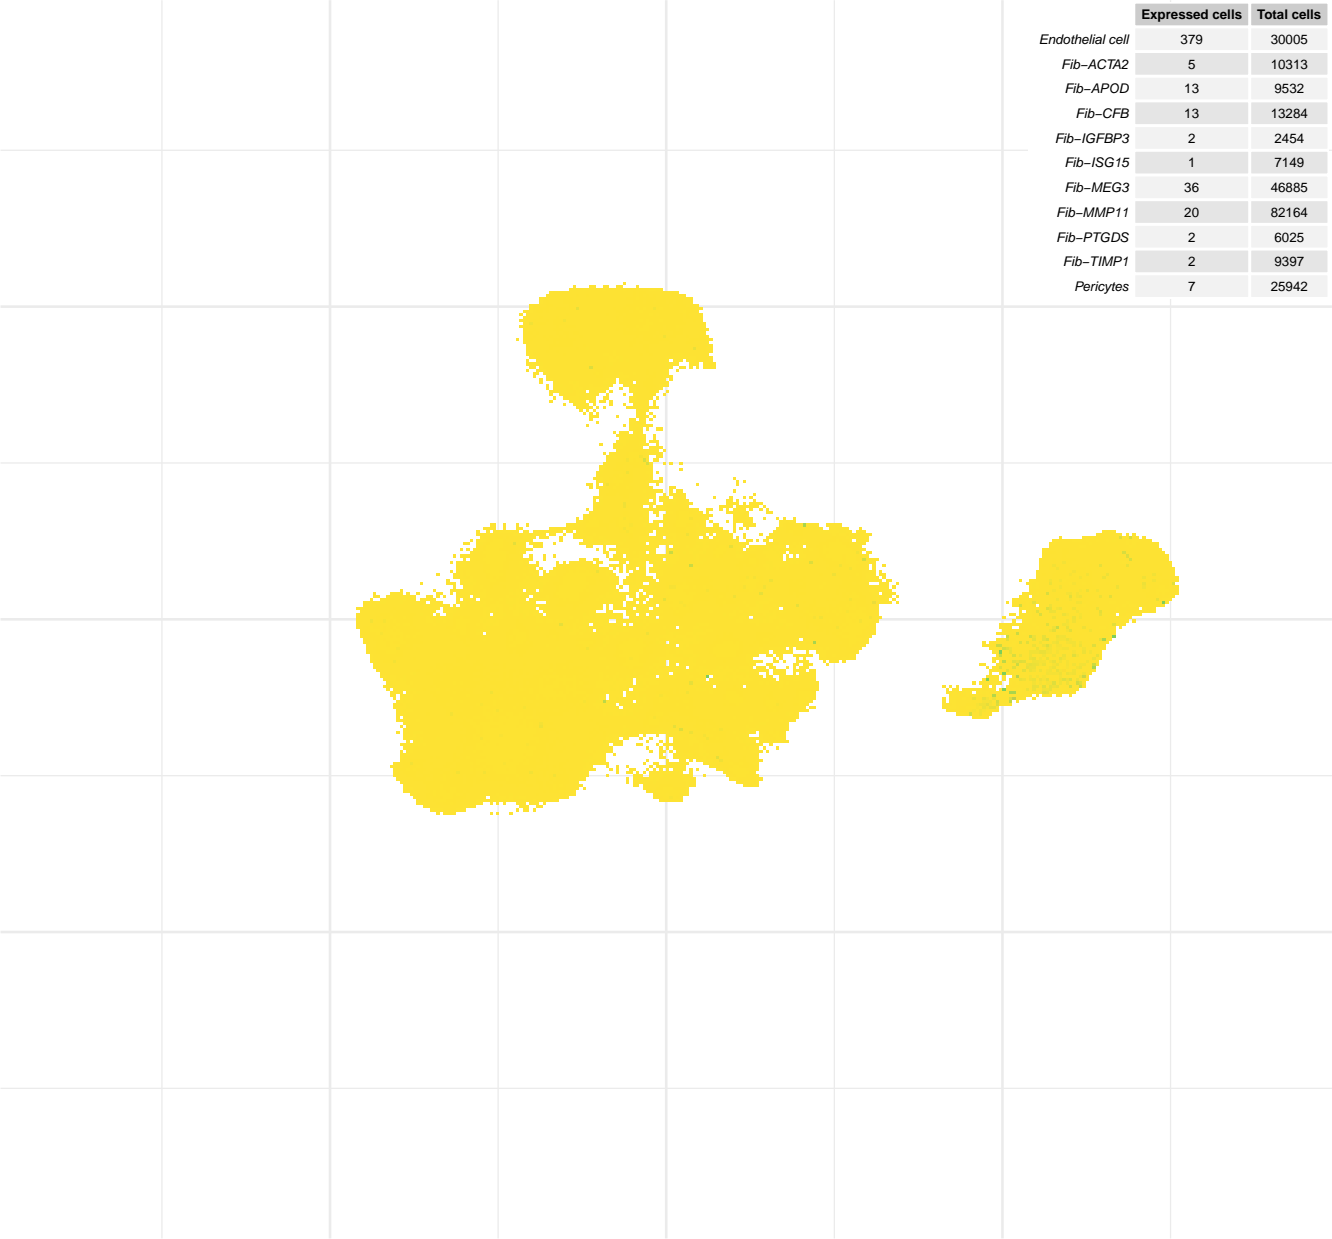 Expressed cells Total cells
Endothelial cell 379 30005
Fib−ACTA2 5 10313
Fib−APOD 13 9532
Fib−CFB 13 13284
Fib−IGFBP3 2 2454
Fib−ISG15 1 7149
Fib−MEG3 36 46885
Fib−MMP11 20 82164
Fib−PTGDS 2 6025
Fib−TIMP1 2 9397
Pericytes 7 25942